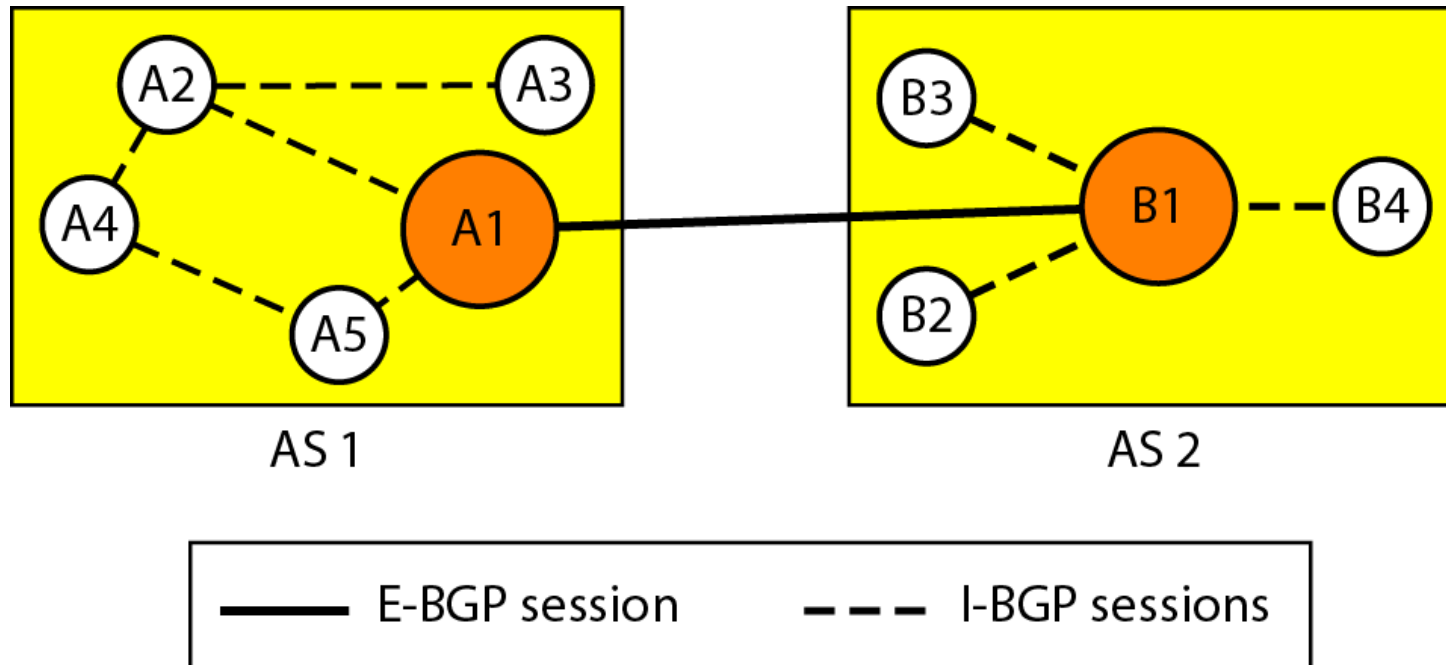 A2
A3
A4
A1
A5
B3
B1
B4
B2
AS 1
AS 2
E-BGP session
I-BGP sessions